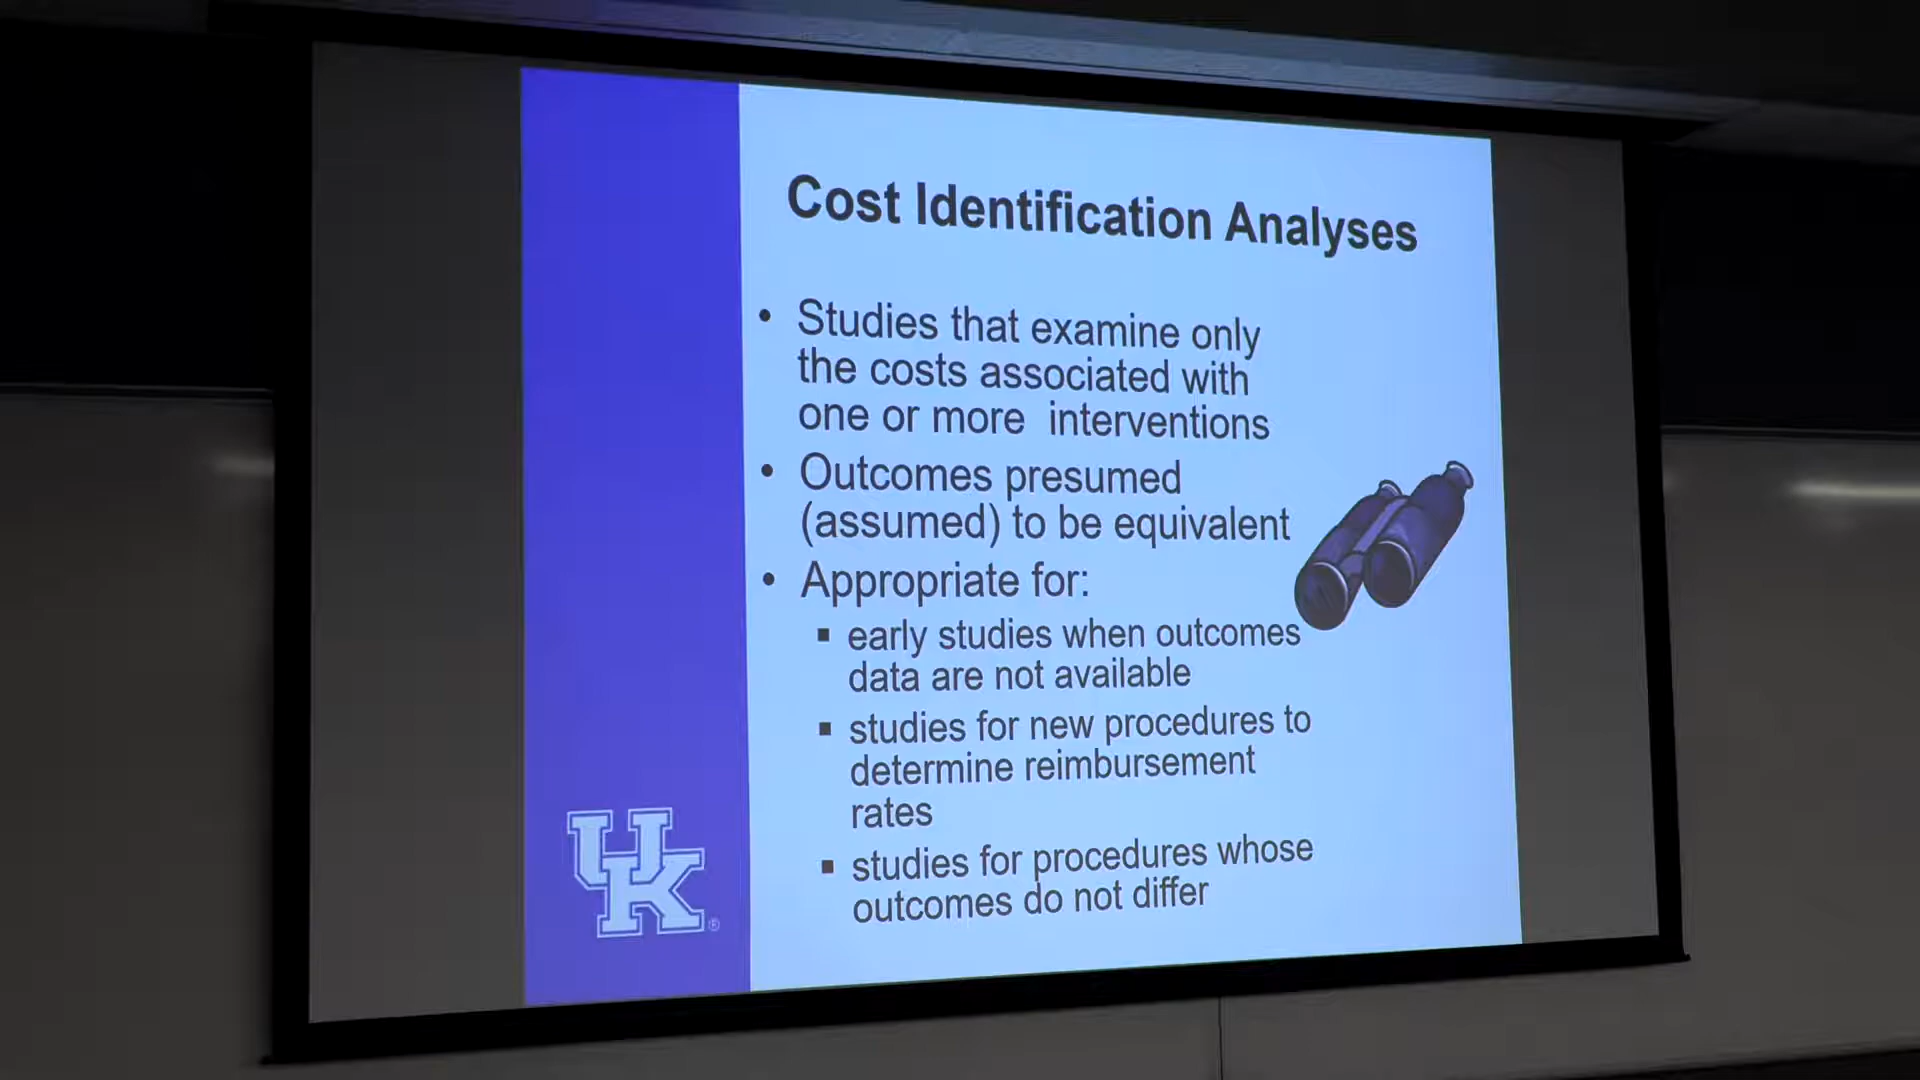 Cost Identification Analyses
• Studies that examine only
the costs associated with
one or more interventions
• Outcomes presumed
(assumed) to be equivalent
• Appropriate for:
▪ early studies when outcomes
data are not available
▪ studies for new procedures to
determine reimbursement
rates
▪ studies for procedures whose
outcomes do not differ
UK®